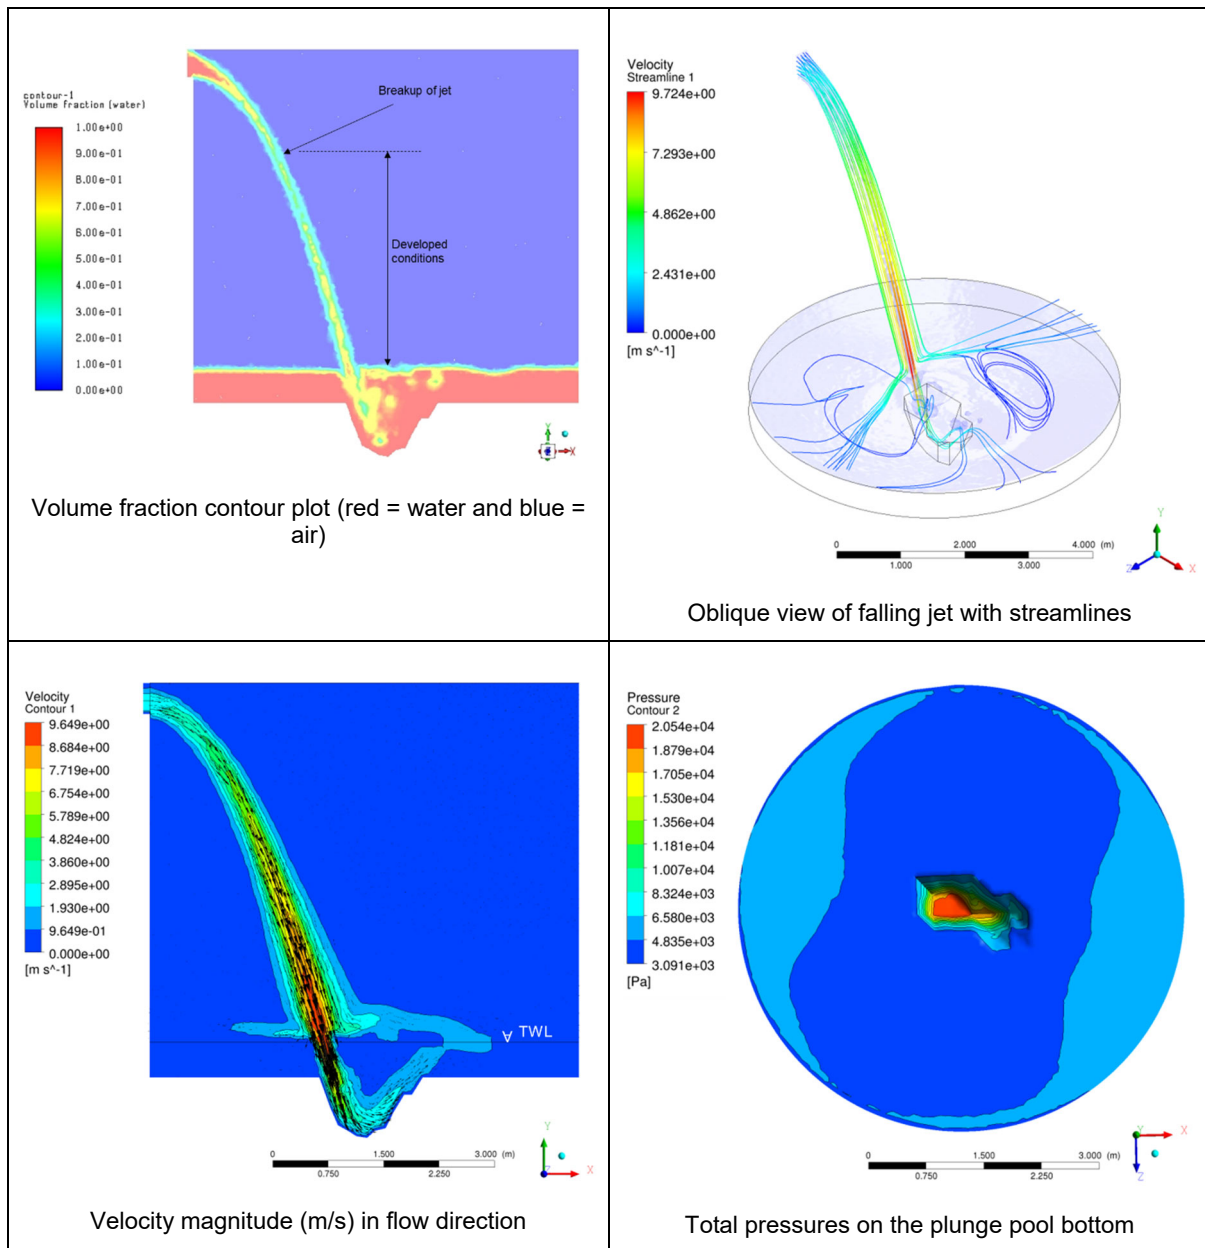 contour-1
Volume fraction (water)
1.00e+00
9.00e-01
8.00e-01
7.00e-01
6.00e-01
5.00e-01
4.00e-01
3.00e-01
2.00e-01
1.00e-01
0.00e+00
Breakup of jet
Developed
conditions
Y
X
Volume fraction contour plot (red = water and blue =
air)
Velocity
Streamline 1
9.724e+00
7.293e+00
4.862e+00
2.431e+00
0.000e+00
[m s^-1]
0 2.000 4.000 (m)
1.000 3.000
Y
Z X
Oblique view of falling jet with streamlines
Velocity
Contour 1
9.649e+00
8.684e+00
7.719e+00
6.754e+00
5.789e+00
4.824e+00
3.860e+00
2.895e+00
1.930e+00
9.649e-01
0.000e+00
[m s^-1]
TWL
0 1.500 3.000 (m)
0.750 2.250
Y
Z X
Velocity magnitude (m/s) in flow direction
Pressure
Contour 2
2.054e+04
1.879e+04
1.705e+04
1.530e+04
1.356e+04
1.181e+04
1.007e+04
8.324e+03
6.580e+03
4.835e+03
3.091e+03
[Pa]
0 1.500 3.000 (m)
0.750 2.250
Y X
Z
Total pressures on the plunge pool bottom